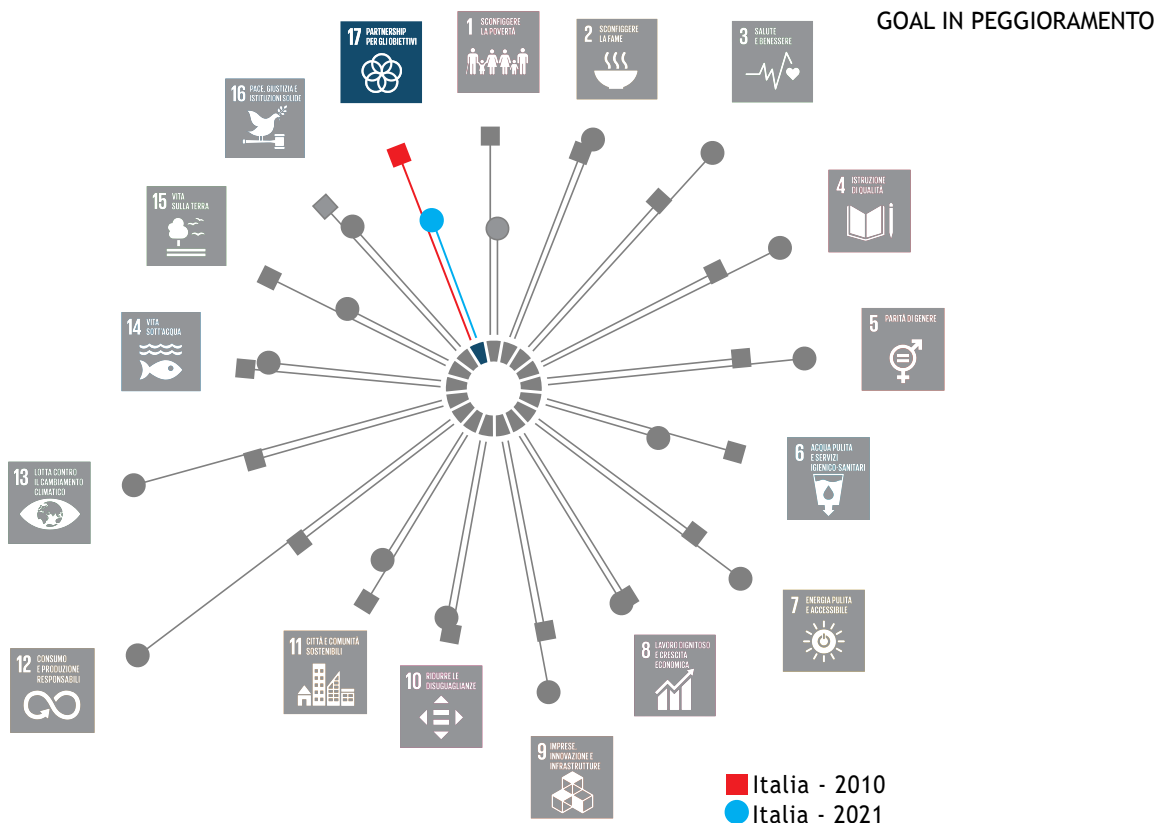 GOAL IN PEGGIORAMENTO
17 PARTNERSHIP
PER GLI OBIETTIVI
1 SCONFIGGERE
LA POVERTÀ
2 SCONFIGGERE
LA FAME
3 SALUTE
E BENESSERE
16 PACE, GIUSTIZIA E
ISTITUZIONI SOLIDE
4 ISTRUZIONE
DI QUALITÀ
15 VITA
SULLA TERRA
5 PARITÀ DI GENERE
14 VITA
SOTT'ACQUA
6 ACQUA PULITA
E SERVIZI
IGIENICO-SANITARI
13 LOTTA CONTRO
IL CAMBIAMENTO
CLIMATICO
7 ENERGIA PULITA
E ACCESSIBILE
12 CONSUMO
E PRODUZIONE
RESPONSABILI
11 CITTÀ E COMUNITÀ
SOSTENIBILI
10 RIDURRE LE
DISUGUAGLIANZE
8 LAVORO DIGNITOSO
E CRESCITA
ECONOMICA
9 IMPRESE,
INNOVAZIONE E
INFRASTRUTTURE
Italia - 2010
Italia - 2021